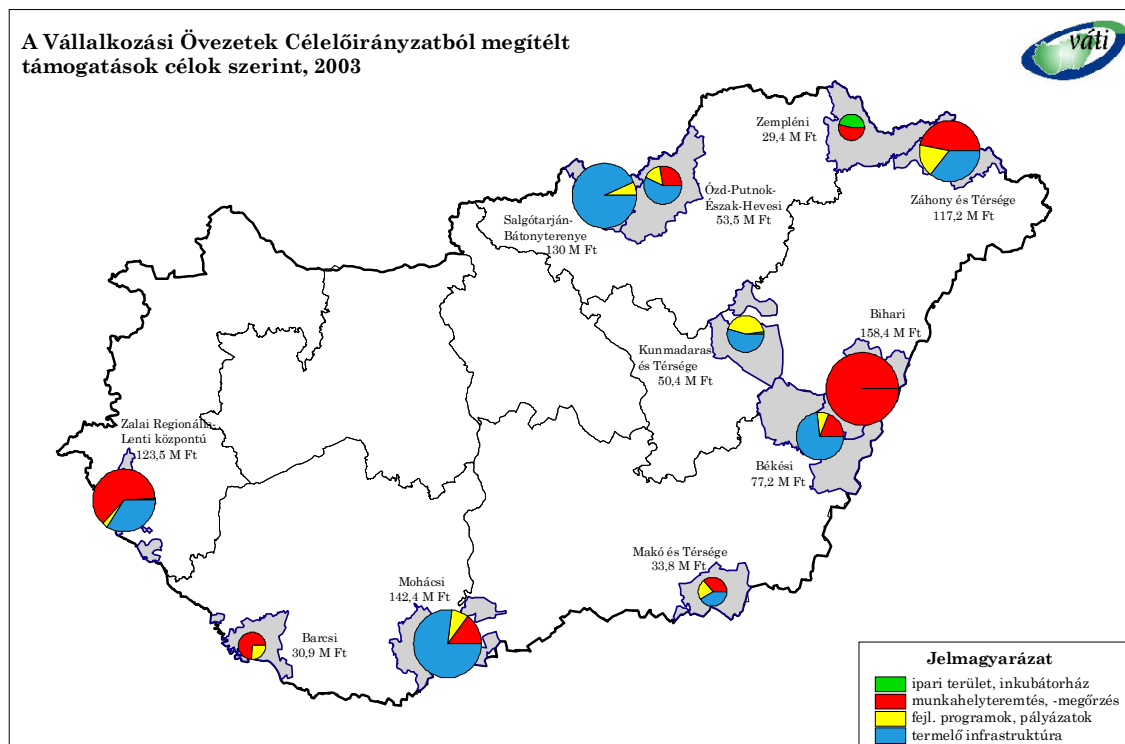 A Vállalkozási Övezetek Célelőirányzatból megítélt
támogatások célok szerint, 2003
váti
Zempléni
29,4 M Ft
Záhony és Térsége
117,2 M Ft
Ózd-Putnok-
Észak-Hevesi
53,5 M Ft
Salgótarján-
Bátonyterenye
130 M Ft
Bihari
158,4 M Ft
Kunmadaras
és Térsége
50,4 M Ft
Zalai Regionális-
Lenti központú
123,5 M Ft
Békési
77,2 M Ft
Makó és Térsége
33,8 M Ft
Mohácsi
142,4 M Ft
Barcsi
30,9 M Ft
Jelmagyarázat
ipari terület, inkubátorház
munkahelyteremtés, -megőrzés
fejl. programok, pályázatok
termelő infrastruktúra